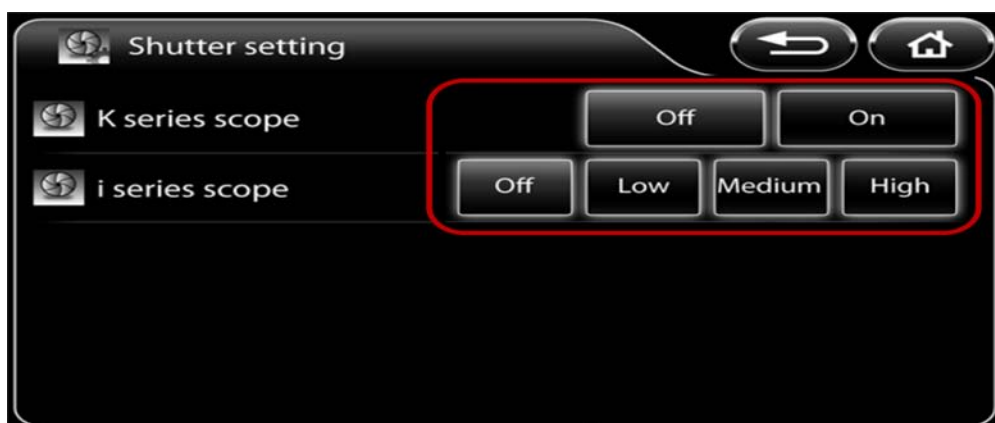 Shutter setting
K series scope Off On
i series scope Off Low Medium High